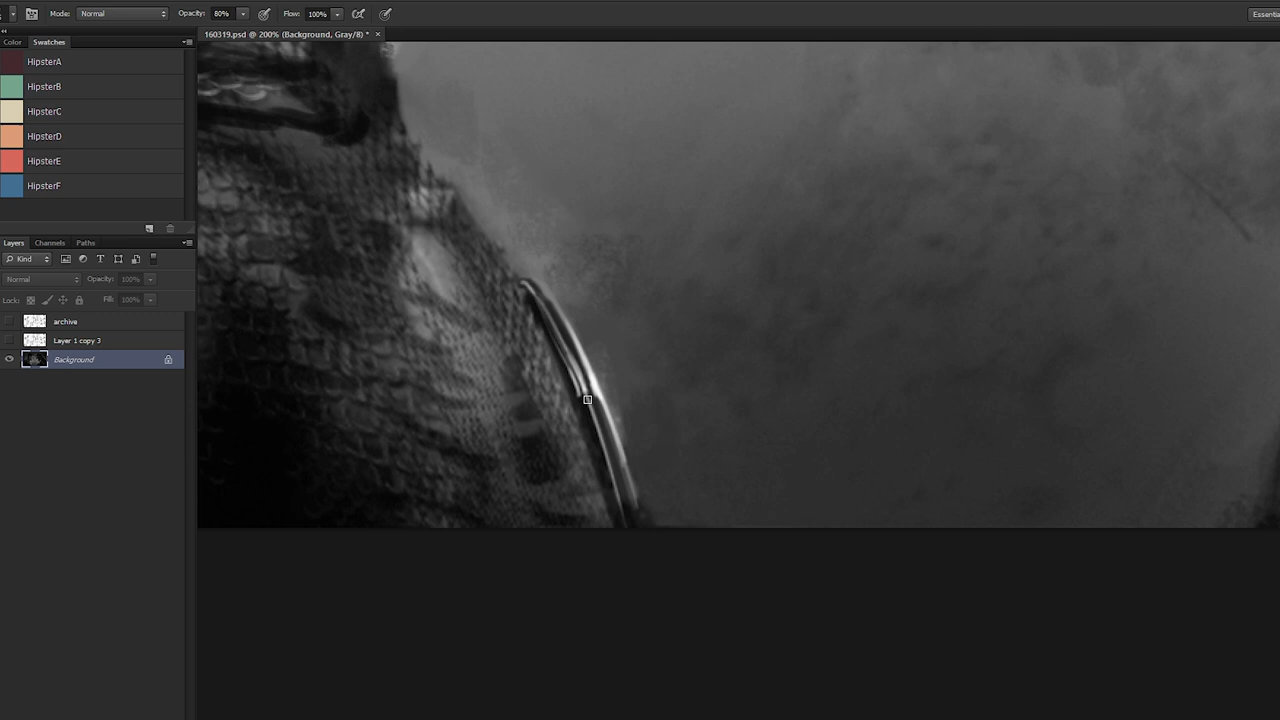 Mode: Normal Opacity: 80% Flow: 100% Essentia
160319.psd @ 200% (Background, Gray/8) * ×
Color Swatches
HipsterA
HipsterB
HipsterC
HipsterD
HipsterE
HipsterF
Layers Channels Paths
Kind
Normal Opacity: 100%
Lock: Fill: 100%
archive
Layer 1 copy 3
Background